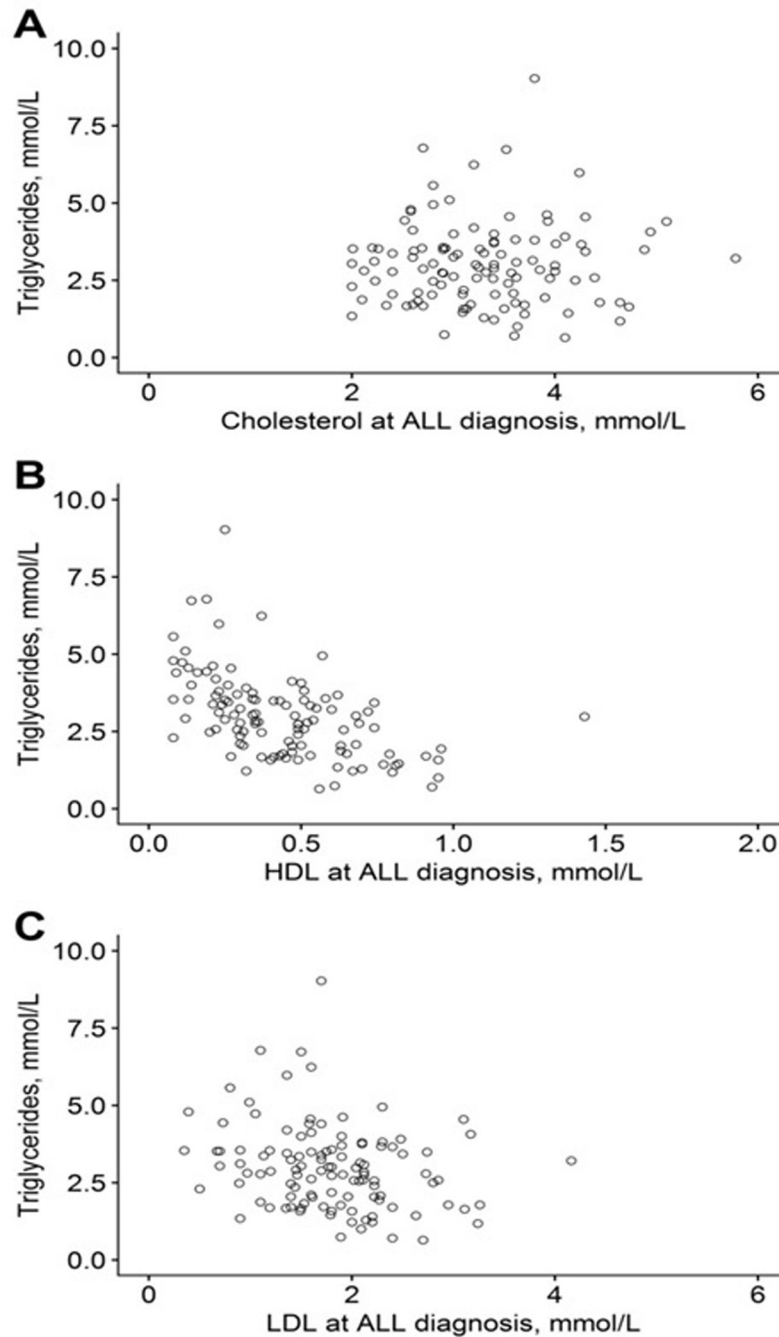 A
10.0
7.5
5.0
2.5
0.0
Triglycerides, mmol/L
0 2 4 6
Cholesterol at ALL diagnosis, mmol/L
B
10.0
7.5
5.0
2.5
0.0
Triglycerides, mmol/L
0.0 0.5 1.0 1.5 2.0
HDL at ALL diagnosis, mmol/L
C
10.0
7.5
5.0
2.5
0.0
Triglycerides, mmol/L
0 2 4 6
LDL at ALL diagnosis, mmol/L